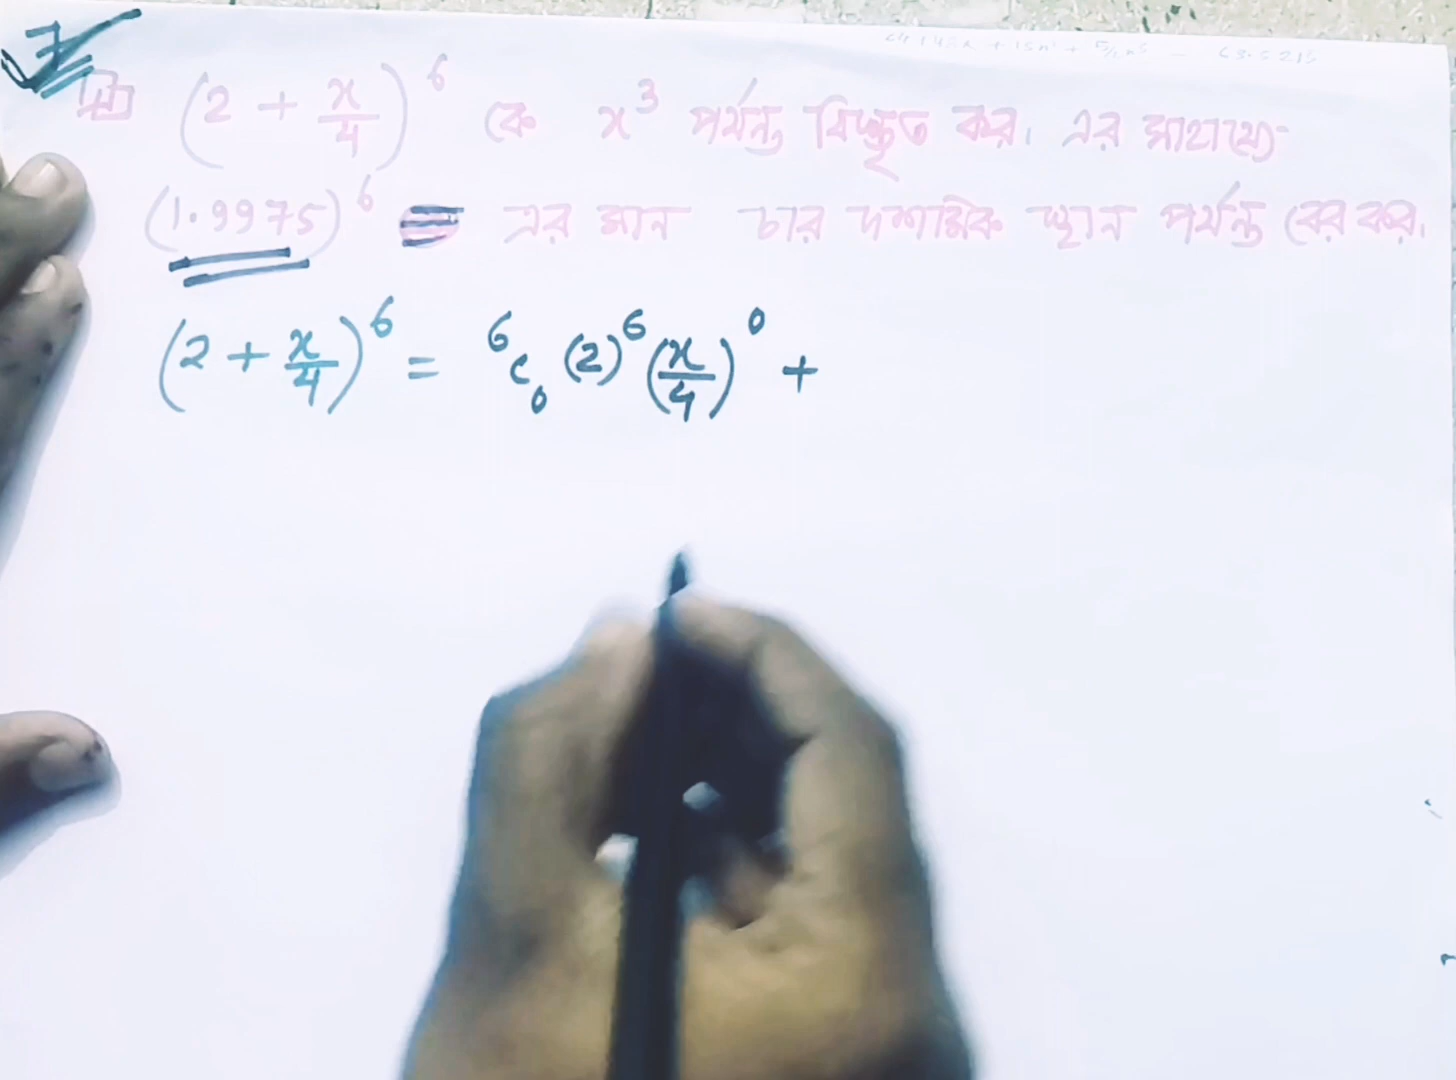 (2 + x/4)^6 কে x^3 পর্যন্ত বিস্তৃত কর। এর সাহায্যে
(1.9975)^6 এর মান চার দশমিক স্থান পর্যন্ত বের কর।
(2 + x/4)^6 = ^6C_0 (2)^6 (x/4)^0 +